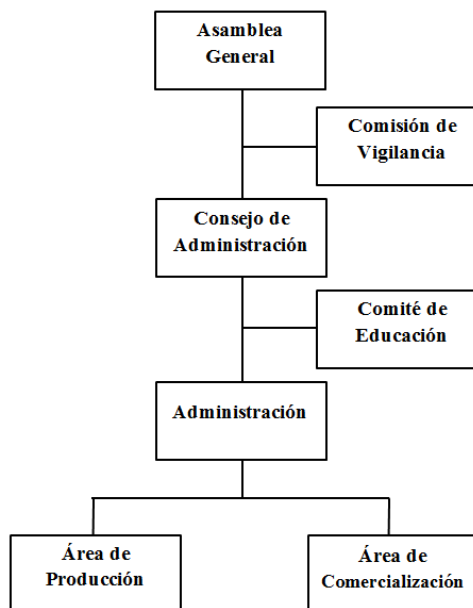 Asamblea
General
Comisión de
Vigilancia
Consejo de
Administración
Comité de
Educación
Administración
Área de
Producción
Área de
Comercialización